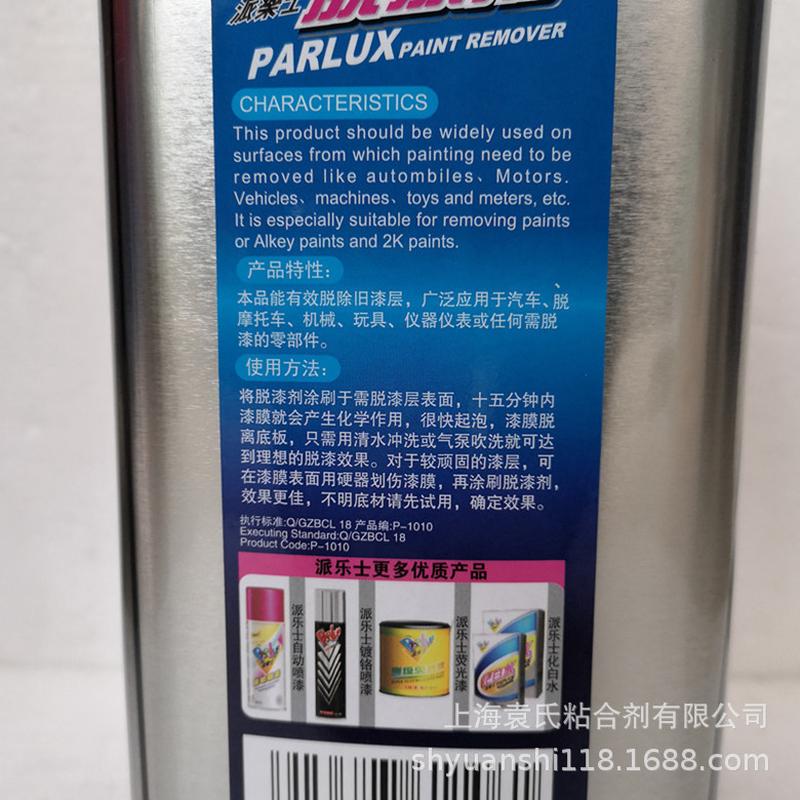 派乐士
PARLUX PAINT REMOVER
CHARACTERISTICS
This product should be widely used on
surfaces from which painting need to be
removed like autombiles、Motors.
Vehicles、machines、toys and meters, etc.
It is especially suitable for removing paints
or Alkey paints and 2K paints.
产品特性：
本品能有效脱除旧漆层，广泛应用于汽车、脱
摩托车、机械、玩具、仪器仪表或任何需脱
漆的零部件。
使用方法：
将脱漆剂涂刷于需脱漆层表面，十五分钟内
漆膜就会产生化学作用，很快起泡，漆膜脱
离底板，只需用清水冲洗或气泵吹洗就可达
到理想的脱漆效果。对于较顽固的漆层，可
在漆膜表面用硬器划伤漆膜，再涂刷脱漆剂，
效果更佳，不明底材请先试用，确定效果。
执行标准:Q/GZBCL 18 产品编:P-1010
Executing Standard:Q/GZBCL 18
Product Code:P-1010
派乐士更多优质产品
派乐士自动喷漆
派乐士镀铬喷漆
派乐士荧光漆
派乐士化白水
上海袁氏粘合剂有限公司
shyuanshi118.1688.com